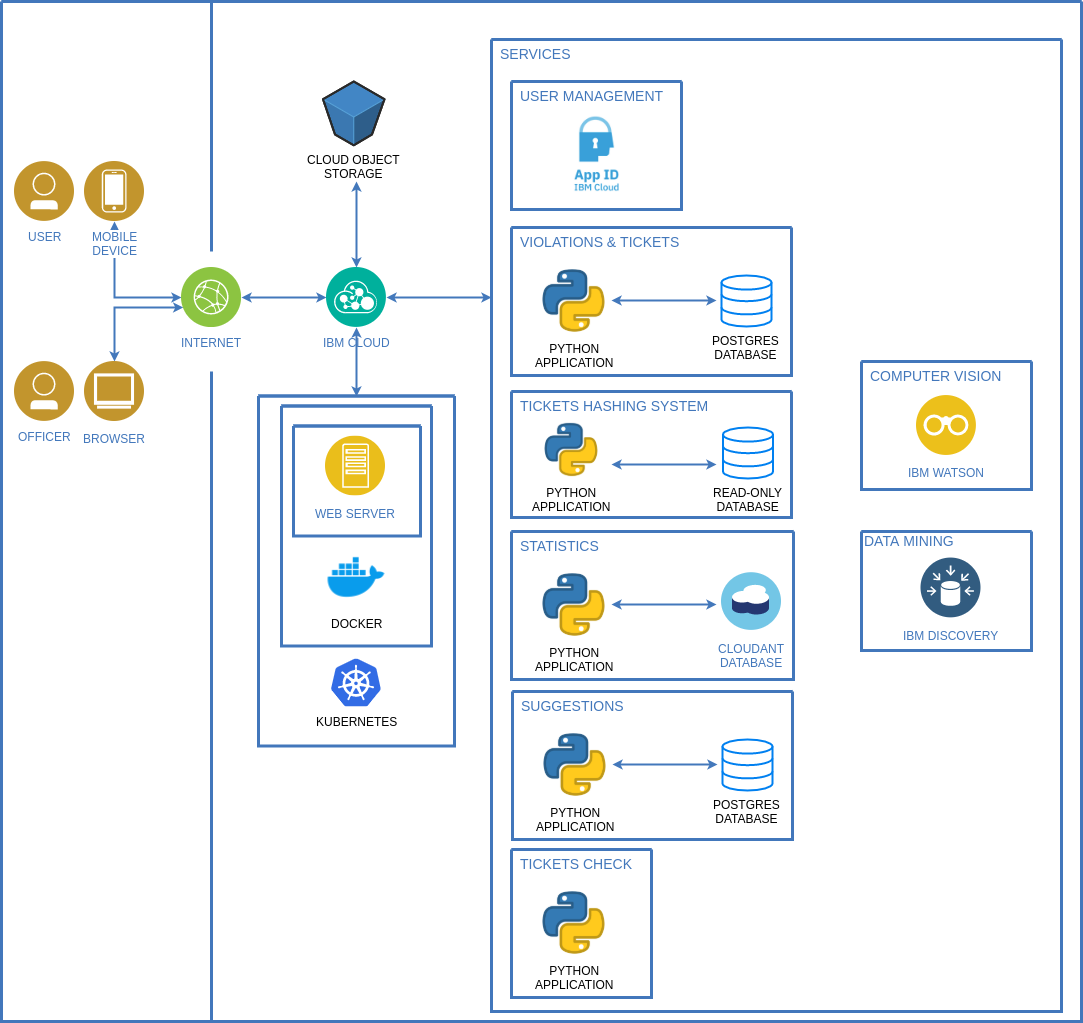 USER
MOBILE
DEVICE
OFFICER
BROWSER
INTERNET
CLOUD OBJECT
STORAGE
IBM CLOUD
WEB SERVER
DOCKER
KUBERNETES
SERVICES
USER MANAGEMENT
App ID
IBM Cloud
VIOLATIONS & TICKETS
PYTHON
APPLICATION
POSTGRES
DATABASE
TICKETS HASHING SYSTEM
PYTHON
APPLICATION
READ-ONLY
DATABASE
STATISTICS
PYTHON
APPLICATION
CLOUDANT
DATABASE
SUGGESTIONS
PYTHON
APPLICATION
POSTGRES
DATABASE
TICKETS CHECK
PYTHON
APPLICATION
COMPUTER VISION
IBM WATSON
DATA MINING
IBM DISCOVERY